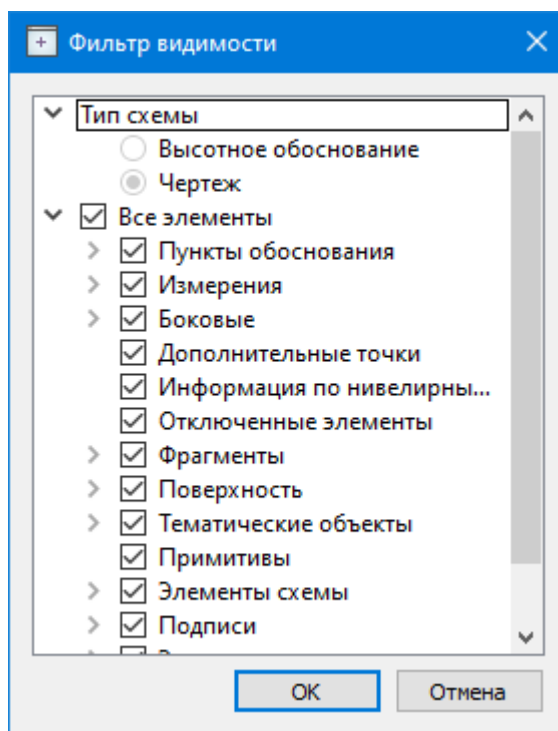 Фильтр видимости
Тип схемы
Высотное обоснование
Чертеж
Все элементы
Пункты обоснования
Измерения
Боковые
Дополнительные точки
Информация по нивелирны...
Отключенные элементы
Фрагменты
Поверхность
Тематические объекты
Примитивы
Элементы схемы
Подписи
OK
Отмена